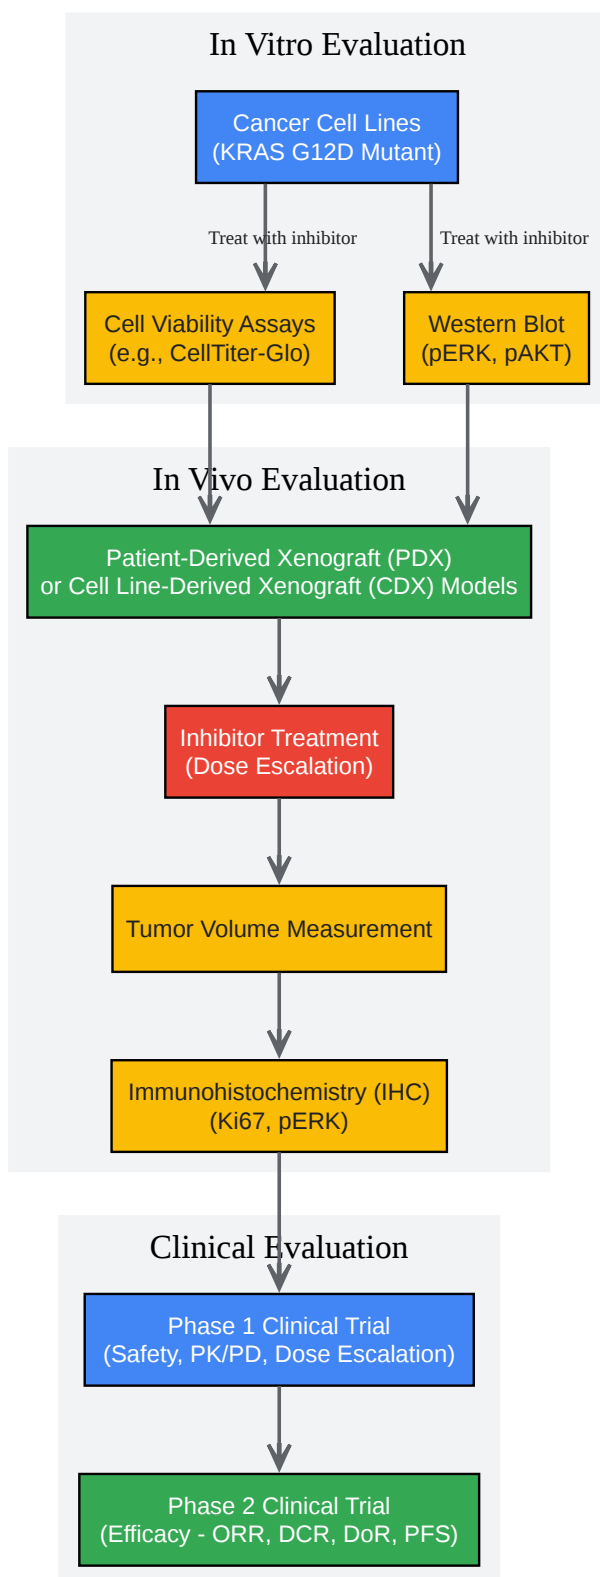 In Vitro Evaluation
Cancer Cell Lines
(KRAS G12D Mutant)
Treat with inhibitor
Treat with inhibitor
Cell Viability Assays
(e.g., CellTiter-Glo)
Western Blot
(pERK, pAKT)
In Vivo Evaluation
Patient-Derived Xenograft (PDX)
or Cell Line-Derived Xenograft (CDX) Models
Inhibitor Treatment
(Dose Escalation)
Tumor Volume Measurement
Immunohistochemistry (IHC)
(Ki67, pERK)
Clinical Evaluation
Phase 1 Clinical Trial
(Safety, PK/PD, Dose Escalation)
Phase 2 Clinical Trial
(Efficacy - ORR, DCR, DoR, PFS)